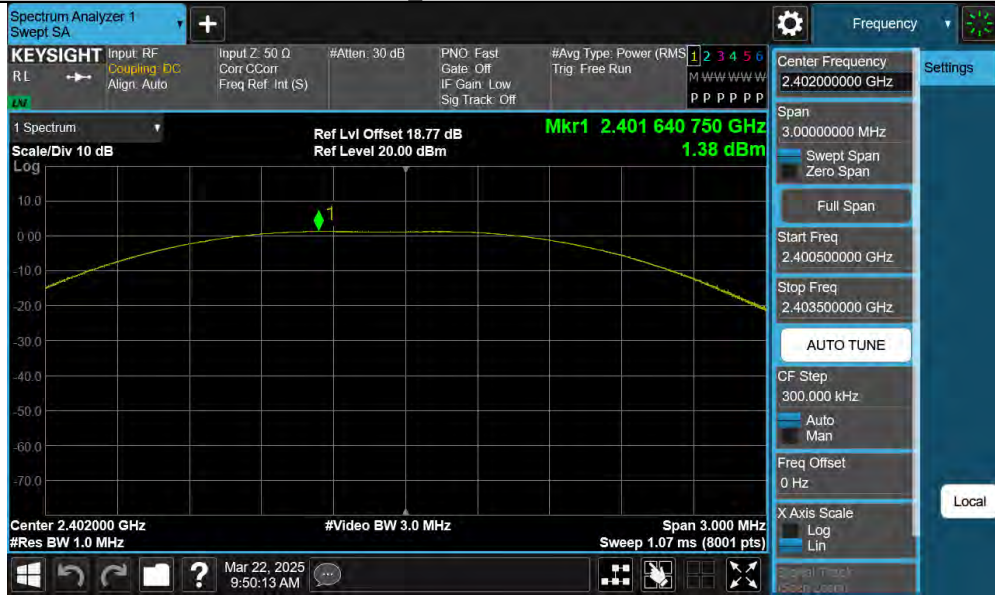 Spectrum Analyzer 1
Swept SA
+
Frequency
KEYSIGHT
RL
LNI
Input: RF
Coupling: DC
Align: Auto
Input Z: 50 Ω
Corr CCorr
Freq Ref: Int (S)
#Atten: 30 dB
PNO: Fast
Gate: Off
IF Gain: Low
Sig Track: Off
#Avg Type: Power (RMS
Trig: Free Run
1 2 3 4 5 6
M W W W W W
P P P P P P
1 Spectrum
Scale/Div 10 dB
Ref Lvl Offset 18.77 dB
Ref Level 20.00 dBm
Mkr1 2.401 640 750 GHz
1.38 dBm
Log
10.0
0.00
-10.0
-20.0
-30.0
-40.0
-50.0
-60.0
-70.0
1
Center 2.402000 GHz
#Res BW 1.0 MHz
#Video BW 3.0 MHz
Span 3.000 MHz
Sweep 1.07 ms (8001 pts)
?
Mar 22, 2025
9:50:13 AM
Center Frequency
2.402000000 GHz
Span
3.00000000 MHz
Swept Span
Zero Span
Full Span
Start Freq
2.400500000 GHz
Stop Freq
2.403500000 GHz
AUTO TUNE
CF Step
300.000 kHz
Auto
Man
Freq Offset
0 Hz
X Axis Scale
Log
Lin
Signal Track
(Span Zoom)
Settings
Local